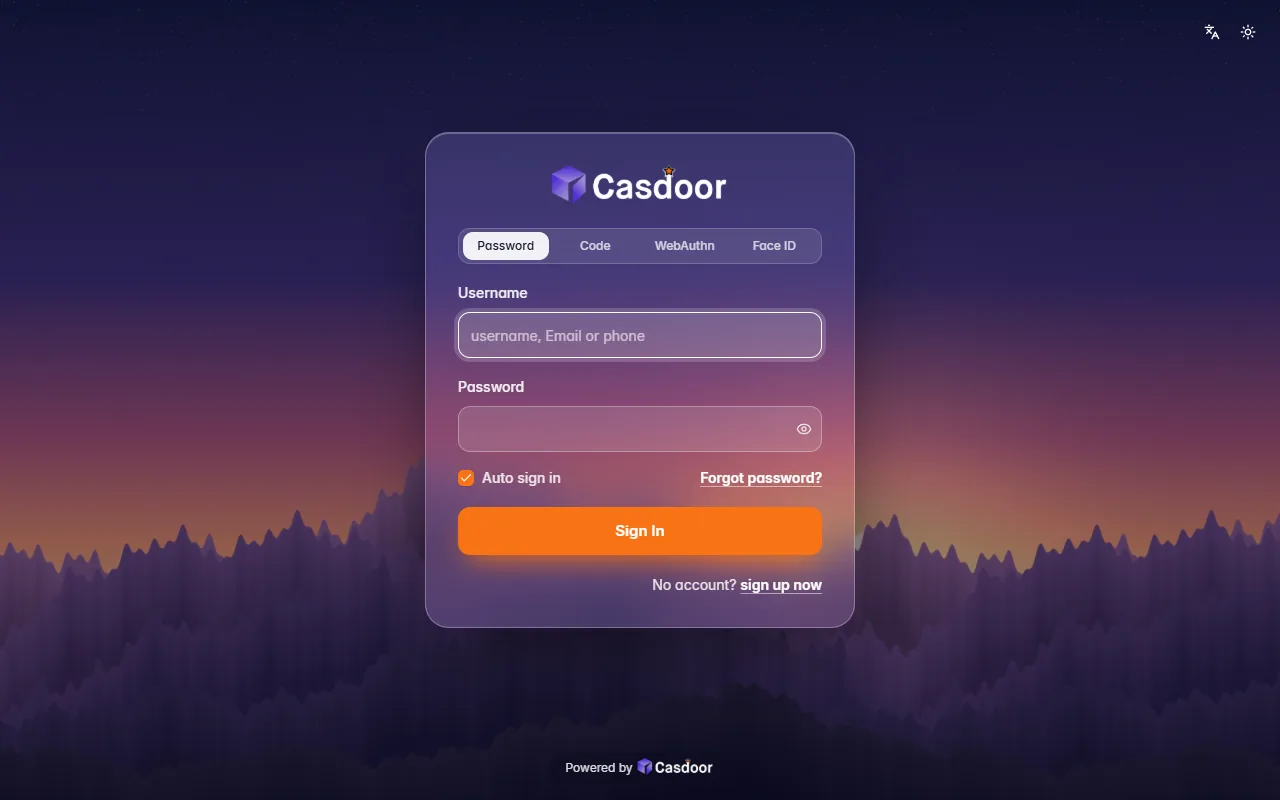 Casdoor
Password Code WebAuthn Face ID
Username
username, Email or phone
Password
Auto sign in Forgot password?
Sign In
No account? sign up now
Powered by Casdoor